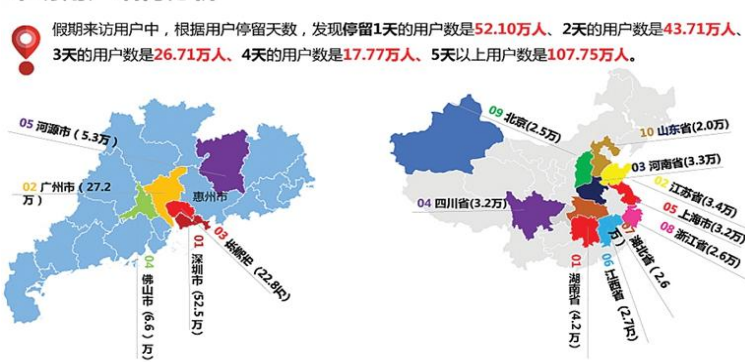 假期来访用户中，根据用户停留天数，发现停留1天的用户数是52.10万人、2天的用户数是43.71万人、
3天的用户数是26.71万人、4天的用户数是17.77万人、5天以上用户数是107.75万人。
05 河源市（5.3万）
02 广州市（27.2
万）
惠州市
04 佛山市（6.6）万）
01 深圳市（52.5万）
03 东莞市（22.8万）
09 北京(2.5万)
10 山东省(2.0万)
03 河南省(3.3万)
02 江苏省(3.4万)
05 上海市(3.2万)
08 浙江省(2.6万)
04 四川省(3.2万)
01 湖南省(4.2万)
06 江西省(2.7万)
07 湖北省（2.6
万)